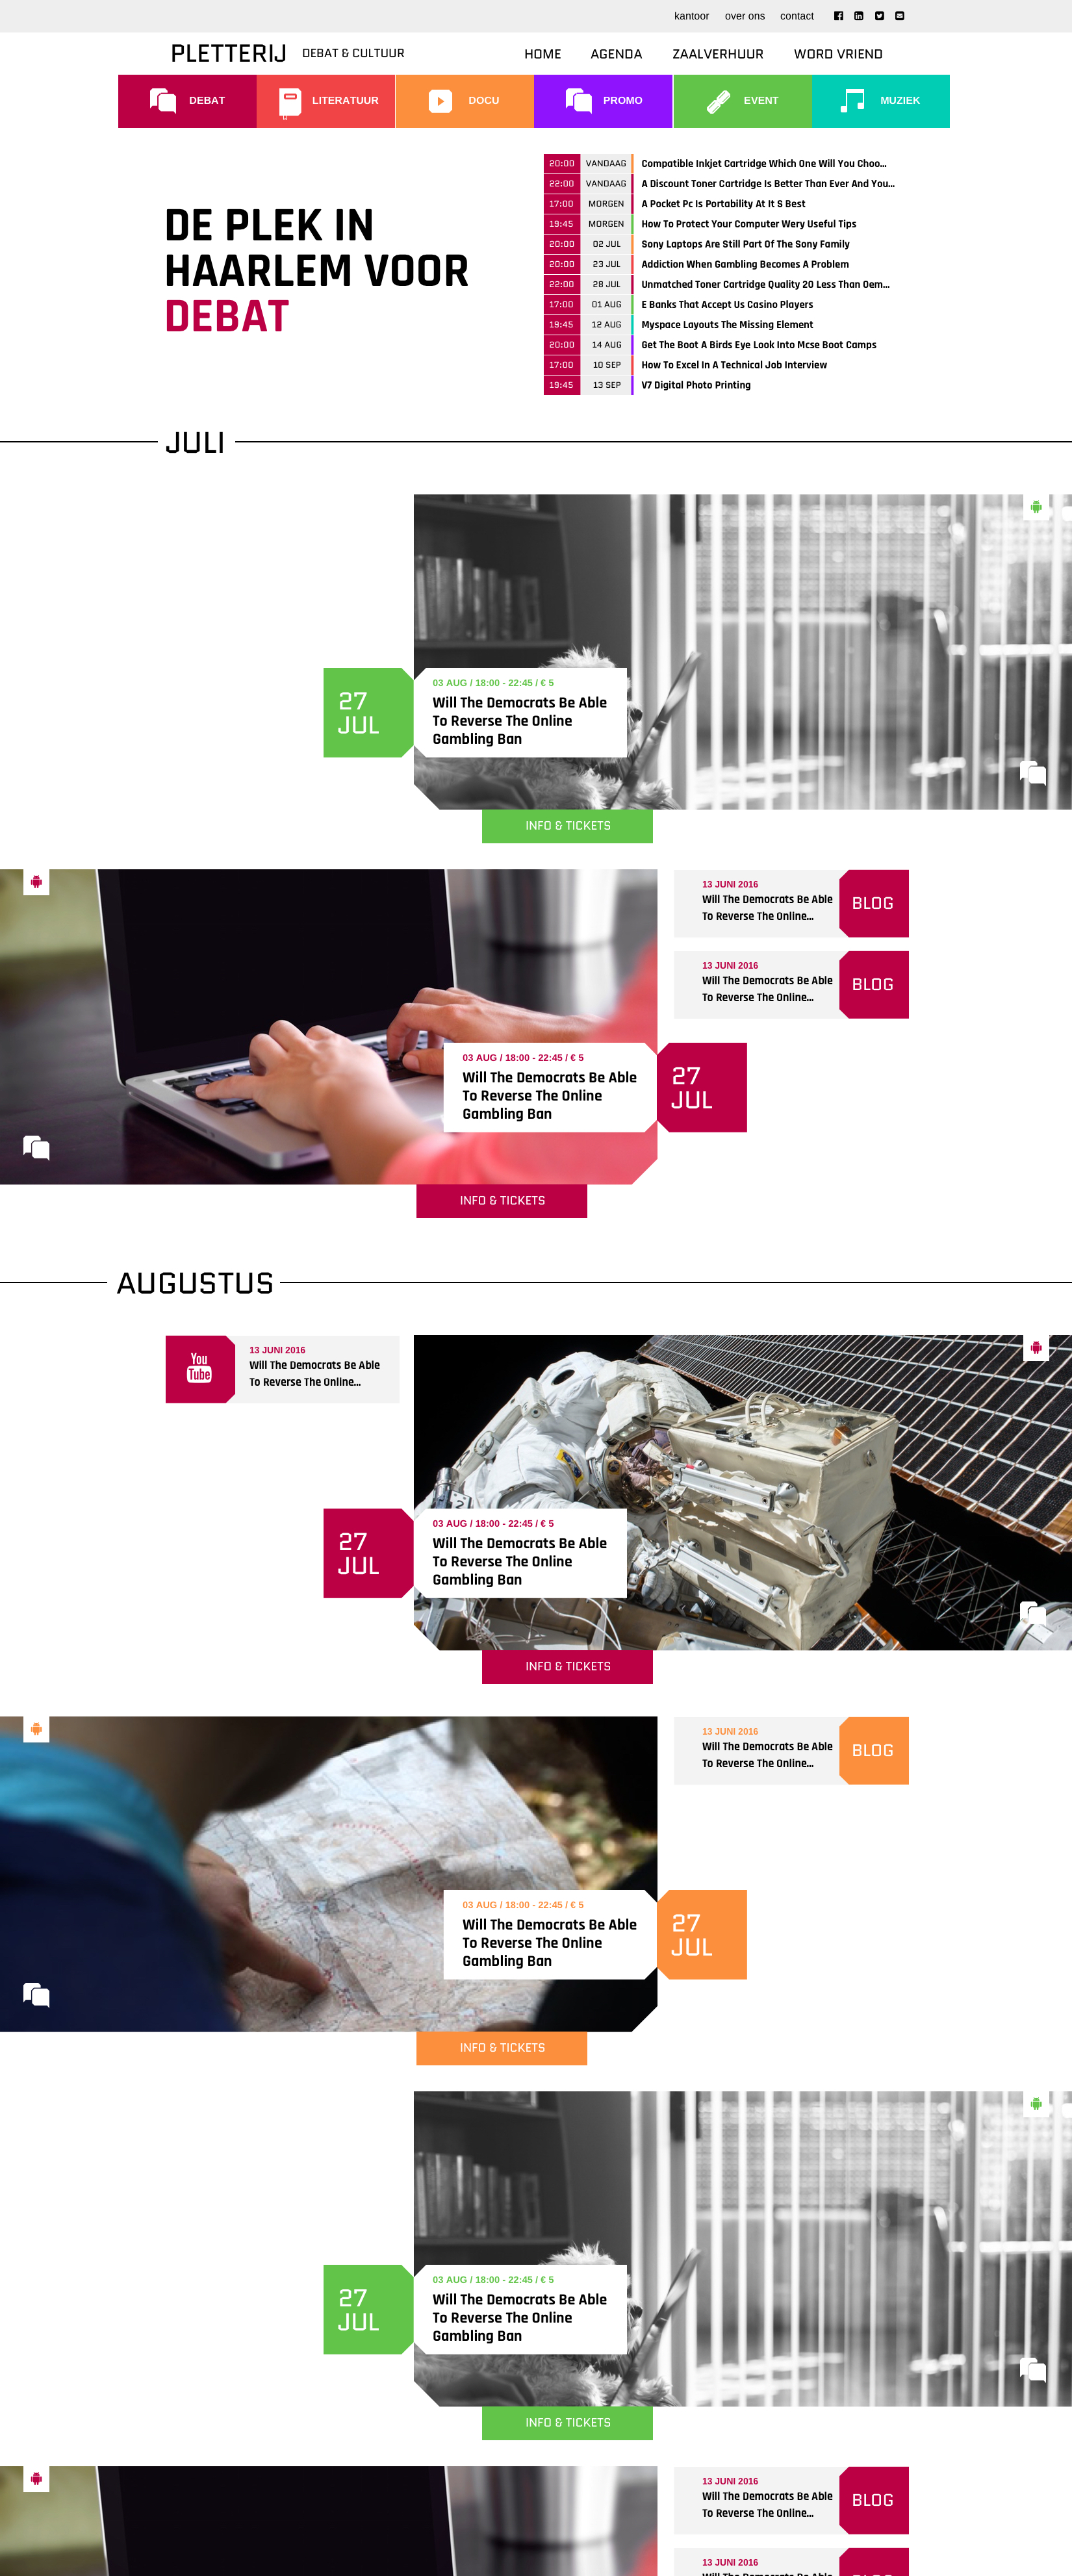 kantoor over ons contact
PLETTERIJ DEBAT & CULTUUR HOME AGENDA ZAALVERHUUR WORD VRIEND
DEBAT LITERATUUR DOCU PROMO EVENT MUZIEK
DE PLEK IN
HAARLEM VOOR
DEBAT
20:00 VANDAAG Compatible Inkjet Cartridge Which One Will You Choo...
22:00 VANDAAG A Discount Toner Cartridge Is Better Than Ever And You...
17:00 MORGEN A Pocket Pc Is Portability At It S Best
19:45 MORGEN How To Protect Your Computer Wery Useful Tips
20:00 02 JUL Sony Laptops Are Still Part Of The Sony Family
20:00 23 JUL Addiction When Gambling Becomes A Problem
22:00 28 JUL Unmatched Toner Cartridge Quality 20 Less Than Oem...
17:00 01 AUG E Banks That Accept Us Casino Players
19:45 12 AUG Myspace Layouts The Missing Element
20:00 14 AUG Get The Boot A Birds Eye Look Into Mcse Boot Camps
17:00 10 SEP How To Excel In A Technical Job Interview
19:45 13 SEP V7 Digital Photo Printing
JULI
27
JUL
03 AUG / 18:00 - 22:45 / € 5
Will The Democrats Be Able
To Reverse The Online
Gambling Ban
INFO & TICKETS
13 JUNI 2016
Will The Democrats Be Able
To Reverse The Online...
BLOG
13 JUNI 2016
Will The Democrats Be Able
To Reverse The Online...
BLOG
03 AUG / 18:00 - 22:45 / € 5
Will The Democrats Be Able
To Reverse The Online
Gambling Ban
27
JUL
INFO & TICKETS
AUGUSTUS
You
Tube
13 JUNI 2016
Will The Democrats Be Able
To Reverse The Online...
27
JUL
03 AUG / 18:00 - 22:45 / € 5
Will The Democrats Be Able
To Reverse The Online
Gambling Ban
INFO & TICKETS
13 JUNI 2016
Will The Democrats Be Able
To Reverse The Online...
BLOG
03 AUG / 18:00 - 22:45 / € 5
Will The Democrats Be Able
To Reverse The Online
Gambling Ban
27
JUL
INFO & TICKETS
27
JUL
03 AUG / 18:00 - 22:45 / € 5
Will The Democrats Be Able
To Reverse The Online
Gambling Ban
INFO & TICKETS
13 JUNI 2016
Will The Democrats Be Able
To Reverse The Online...
BLOG
13 JUNI 2016